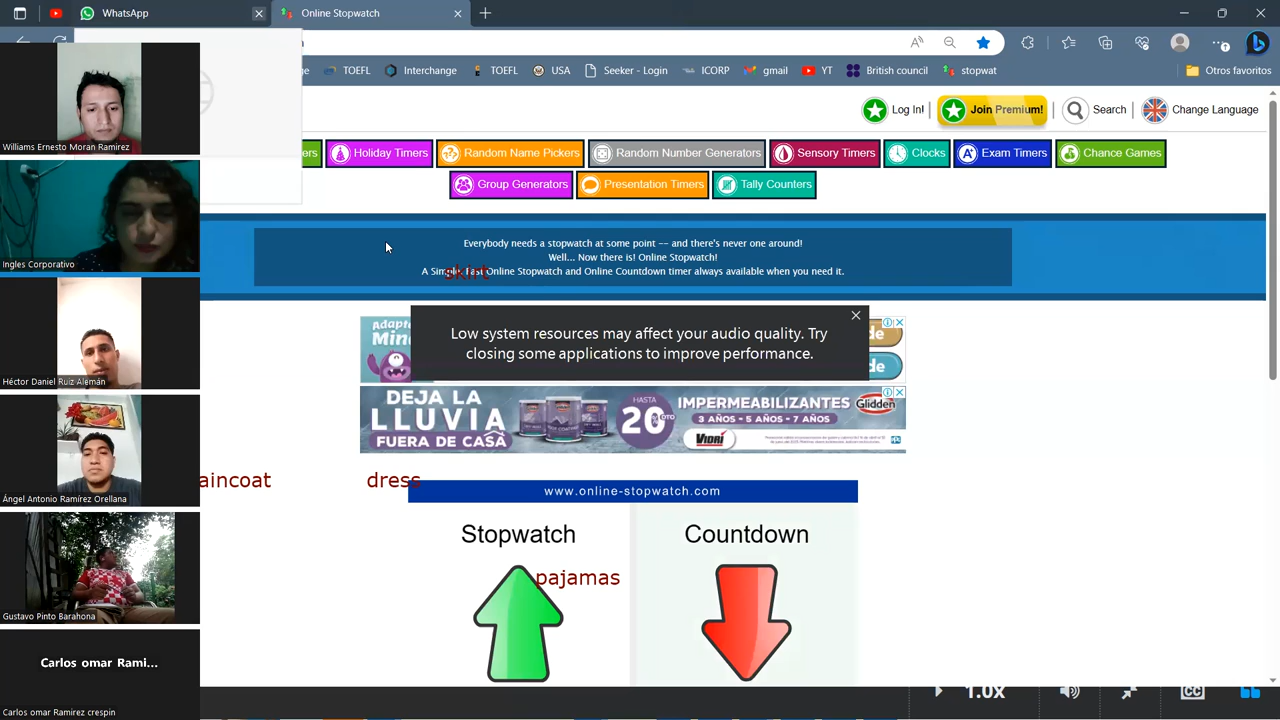 WhatsApp
Online Stopwatch
TOEFL
Interchange
TOEFL
USA
Seeker - Login
ICORP
gmail
YT
British council
stopwat
Otros favoritos
Log In!
Join Premium!
Search
Change Language
Holiday Timers
Random Name Pickers
Random Number Generators
Sensory Timers
Clocks
Exam Timers
Chance Games
Group Generators
Presentation Timers
Tally Counters
Everybody needs a stopwatch at some point -- and there's never one around!
Well... Now there is! Online Stopwatch!
A Simple, Fast Online Stopwatch and Online Countdown timer always available when you need it.
skirt
Low system resources may affect your audio quality. Try
closing some applications to improve performance.
DEJA LA
LLUVIA
FUERA DE CASA
HASTA
20%
IMPERMEABILIZANTES
3 AÑOS - 5 AÑOS - 7 AÑOS
Glidden
VIDRÍ
aincoat
dress
www.online-stopwatch.com
Stopwatch
Countdown
pajamas
1.0x
CC
Williams Ernesto Moran Ramirez
Ingles Corporativo
Héctor Daniel Ruiz Alemán
Ángel Antonio Ramírez Orellana
Gustavo Pinto Barahona
Carlos omar Rami...
Carlos omar Ramirez crespin